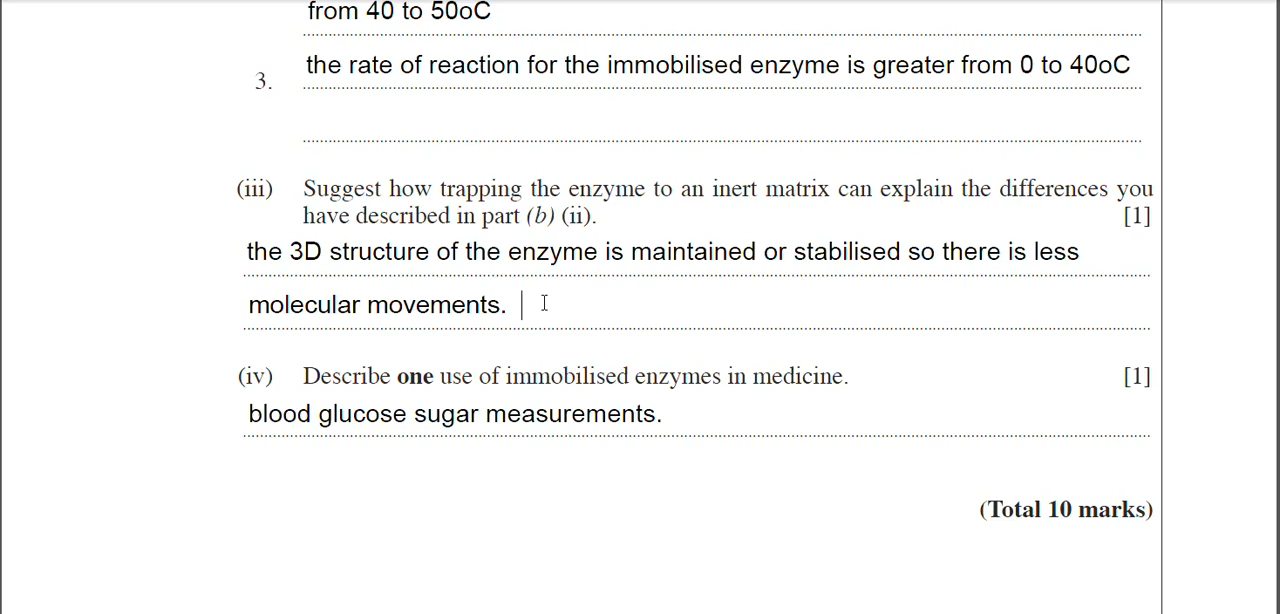 from 40 to 50oC
the rate of reaction for the immobilised enzyme is greater from 0 to 40oC
3.
(iii) Suggest how trapping the enzyme to an inert matrix can explain the differences you
have described in part (b) (ii). [1]
the 3D structure of the enzyme is maintained or stabilised so there is less
molecular movements.
(iv) Describe one use of immobilised enzymes in medicine. [1]
blood glucose sugar measurements.
(Total 10 marks)